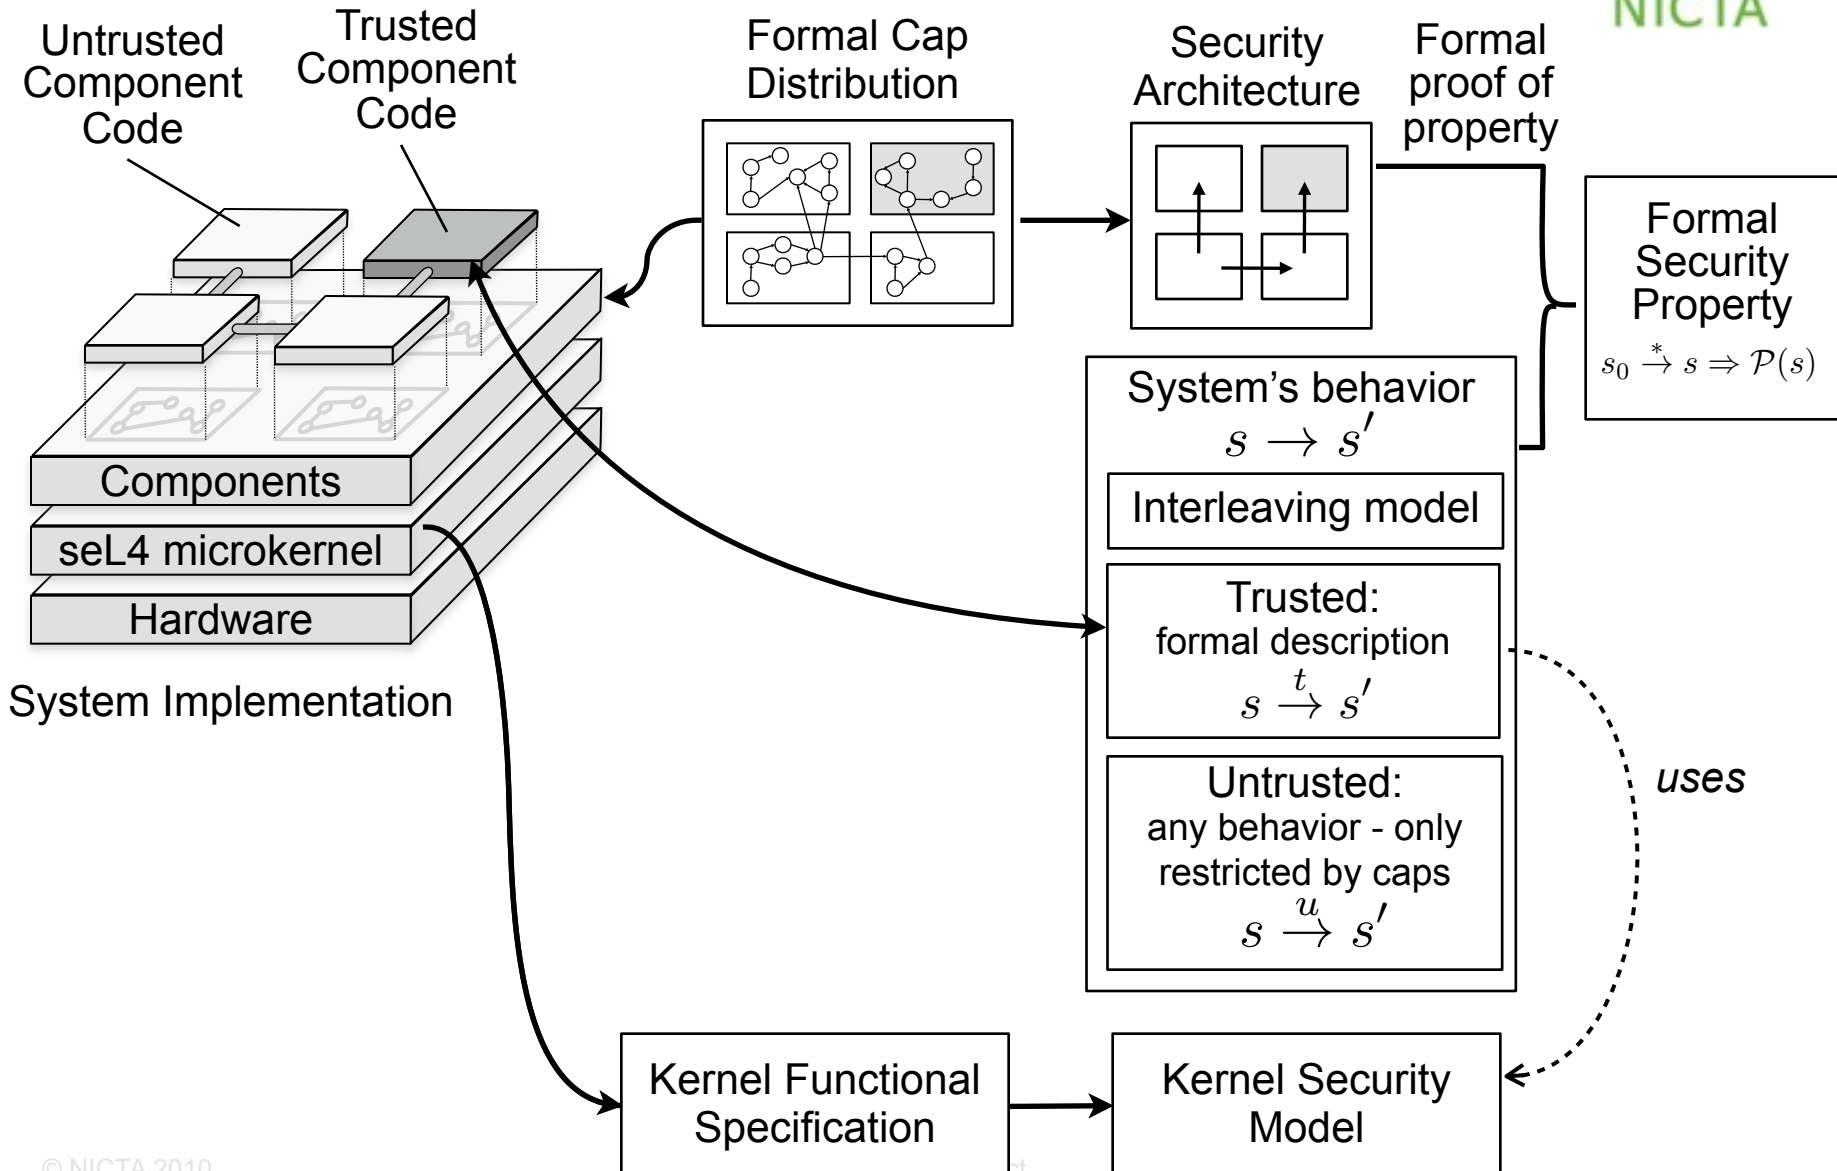 NICTA
Untrusted
Component
Code
Trusted
Component
Code
Formal Cap
Distribution
Security
Architecture
Formal
proof of
property
Formal
Security
Property
s₀ →* s ⇒ 𝒫(s)
System’s behavior
s → s′
Interleaving model
Trusted:
formal description
s →ᵗ s′
Untrusted:
any behavior - only
restricted by caps
s →ᵘ s′
uses
Components
seL4 microkernel
Hardware
System Implementation
Kernel Functional
Specification
Kernel Security
Model
© NICTA 2010